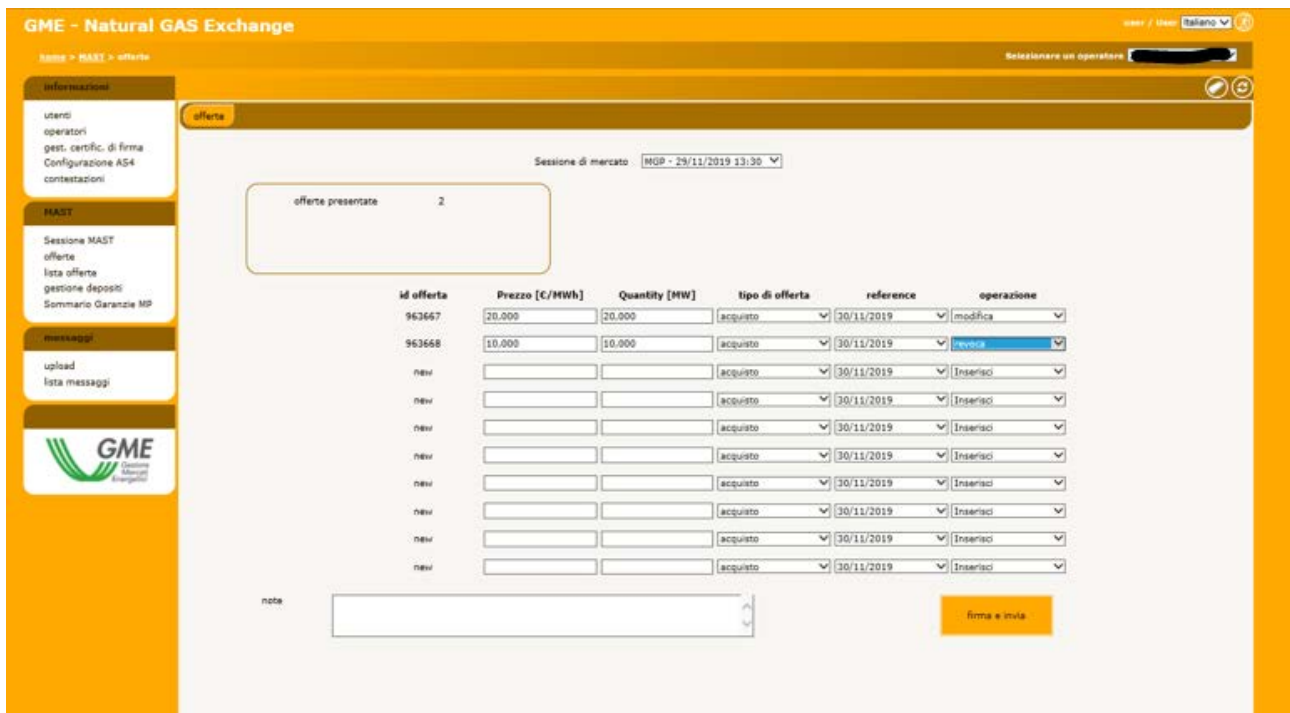 GME - Natural GAS Exchange
user / User Italiano
home > MAST > offerte
Selezionare un operatore
informazioni
utenti
operatori
gest. certific. di firma
Configurazione AS4
contestazioni
MAST
Sessione MAST
offerte
lista offerte
gestione depositi
Sommario Garanzie MP
messaggi
upload
lista messaggi
GME
Gestore
Mercati
Energetici
offerte
Sessione di mercato MGP - 29/11/2019 13:30
offerte presentate 2
id offerta Prezzo [€/MWh] Quantity [MW] tipo di offerta reference operazione
963667 20.000 20.000 acquisto 30/11/2019 modifica
963668 10.000 10.000 acquisto 30/11/2019 revoca
new acquisto 30/11/2019 Inserisci
new acquisto 30/11/2019 Inserisci
new acquisto 30/11/2019 Inserisci
new acquisto 30/11/2019 Inserisci
new acquisto 30/11/2019 Inserisci
new acquisto 30/11/2019 Inserisci
new acquisto 30/11/2019 Inserisci
new acquisto 30/11/2019 Inserisci
note
firma e invia